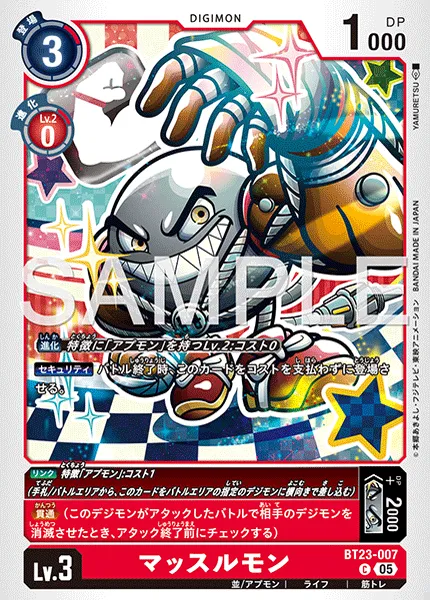 登場
3
DIGIMON
1000
DP
進化
Lv.2
0
YAMURETSU
SAMPLE
© 本郷あきよし・フジテレビ・東映アニメーション BANDAI MADE IN JAPAN
進化 特徴に「アプモン」を持つLv.2:コスト0
セキュリティ バトル終了時、このカードをコストを支払わずに登場さ
せる。
リンク 特徴「アプモン」:コスト1
(手札/バトルエリアから、このカードをバトルエリアの指定のデジモンに横向きで差し込む)
貫通 (このデジモンがアタックしたバトルで相手のデジモンを
消滅させたとき、アタック終了前にチェックする)
DP
+2000
Lv.3
マッスルモン
BT23-007
C 05
並/アプモン | ライフ | 筋トレ